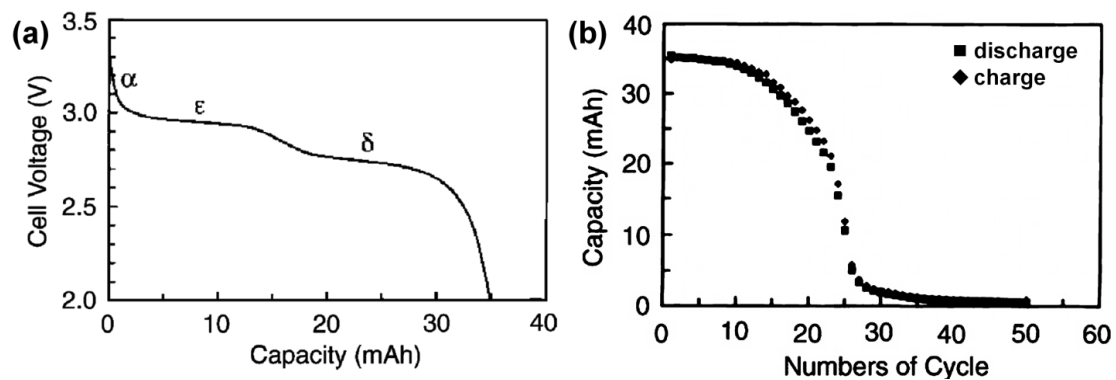 (a)
3.5
3.0
2.5
2.0
Cell Voltage (V)
α
ε
δ
0 10 20 30 40
Capacity (mAh)
(b)
40
30
20
10
0
Capacity (mAh)
discharge
charge
0 10 20 30 40 50 60
Numbers of Cycle